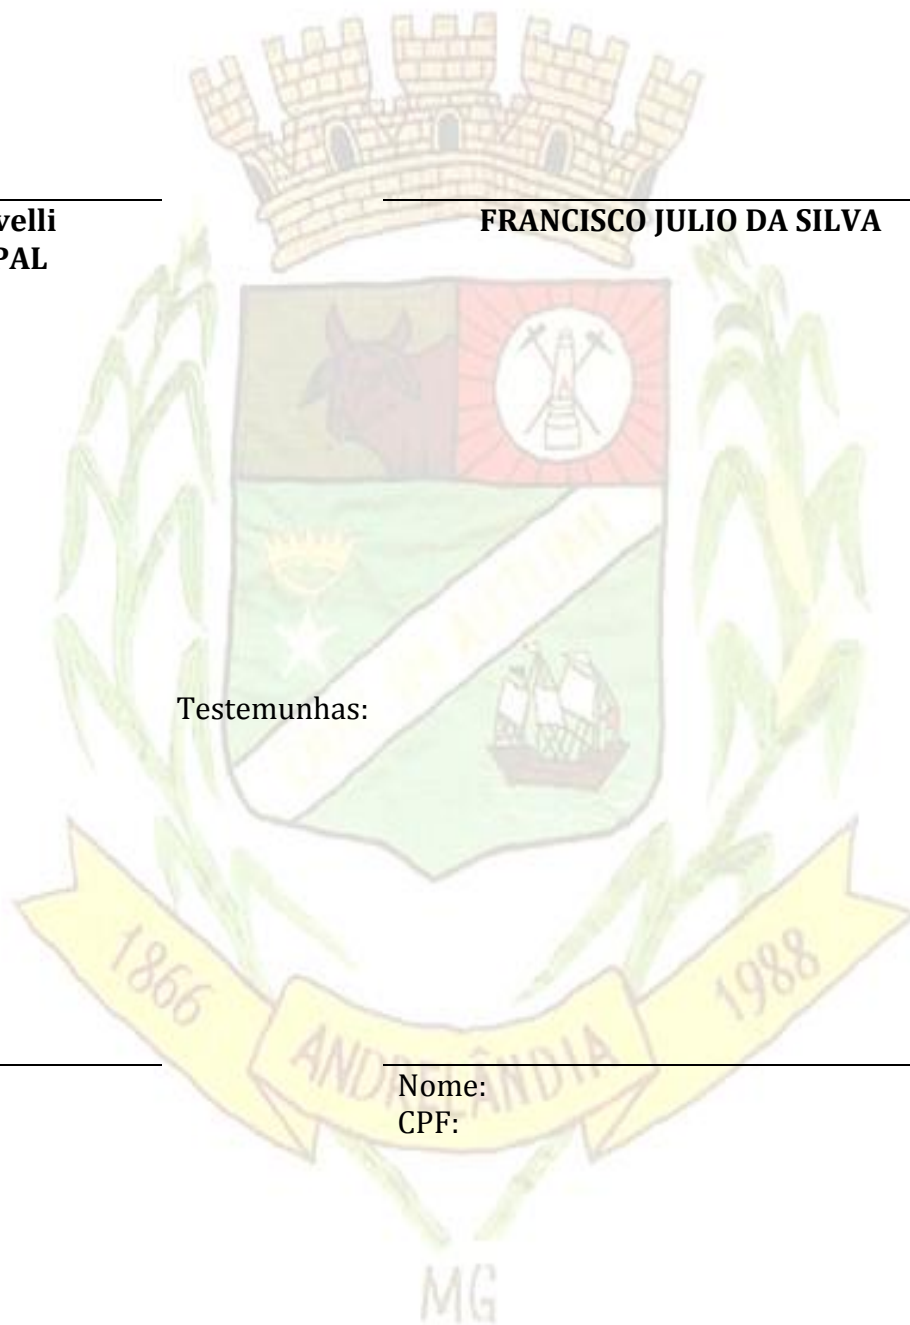 velli
PAL
FRANCISCO JULIO DA SILVA
Testemunhas:
1866
1988
ANDRELÂNDIA
Nome:
CPF:
MG